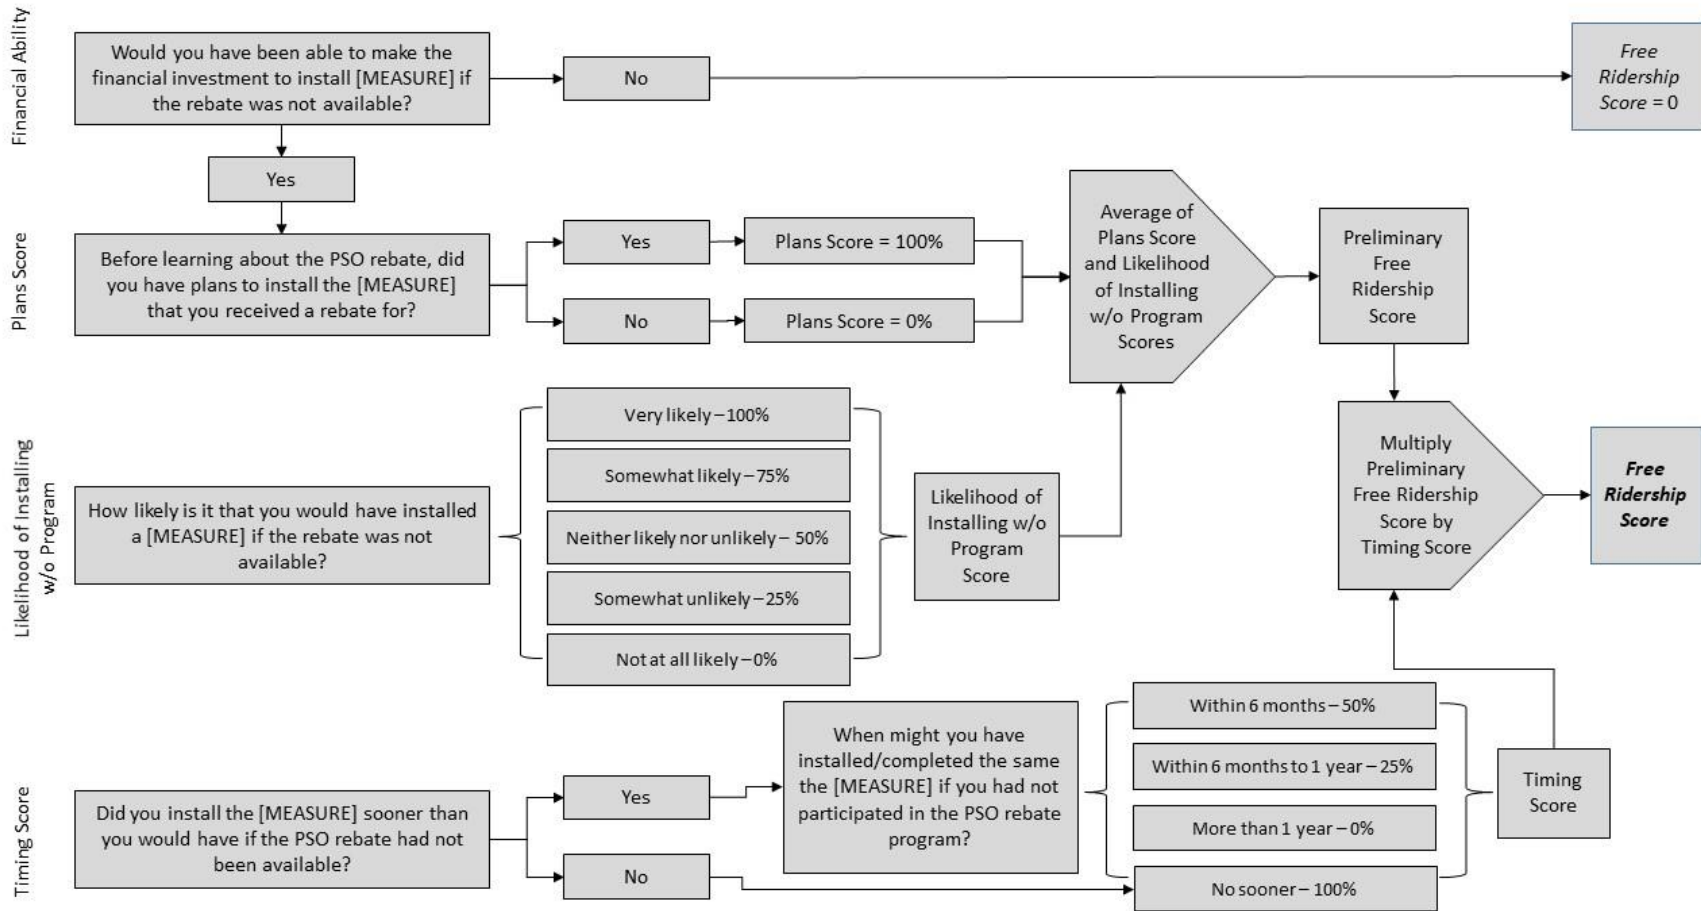 Financial Ability
Would you have been able to make the
financial investment to install [MEASURE] if
the rebate was not available?
No
Free
Ridership
Score = 0
Yes
Plans Score
Before learning about the PSO rebate, did
you have plans to install the [MEASURE]
that you received a rebate for?
Yes
Plans Score = 100%
No
Plans Score = 0%
Average of
Plans Score
and Likelihood
of Installing
w/o Program
Scores
Preliminary
Free
Ridership
Score
Likelihood of Installing
w/o Program
How likely is it that you would have installed
a [MEASURE] if the rebate was not
available?
Very likely – 100%
Somewhat likely – 75%
Neither likely nor unlikely – 50%
Somewhat unlikely – 25%
Not at all likely – 0%
Likelihood of
Installing w/o
Program
Score
Multiply
Preliminary
Free Ridership
Score by
Timing Score
Free
Ridership
Score
Timing Score
Did you install the [MEASURE] sooner than
you would have if the PSO rebate had not
been available?
Yes
No
When might you have
installed/completed the same
the [MEASURE] if you had not
participated in the PSO rebate
program?
Within 6 months – 50%
Within 6 months to 1 year – 25%
More than 1 year – 0%
No sooner – 100%
Timing
Score